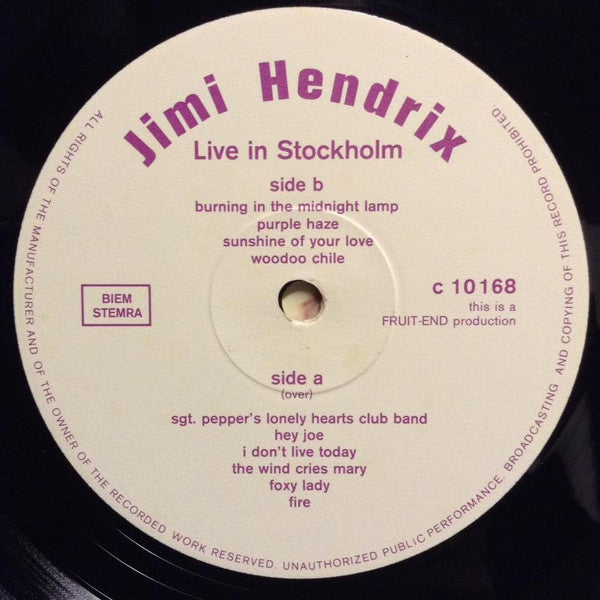 Jimi Hendrix
Live in Stockholm
side b
burning in the midnight lamp
purple haze
sunshine of your love
woodoo chile
BIEM
STEMRA
c 10168
this is a
FRUIT-END production
side a
(over)
sgt. pepper's lonely hearts club band
hey joe
i don't live today
the wind cries mary
foxy lady
fire
ALL RIGHTS OF THE MANUFACTURER AND OF THE OWNER OF THE RECORDED WORK RESERVED. UNAUTHORIZED PUBLIC PERFORMANCE. BROADCASTING AND COPYING OF THIS RECORD PROHIBITED.